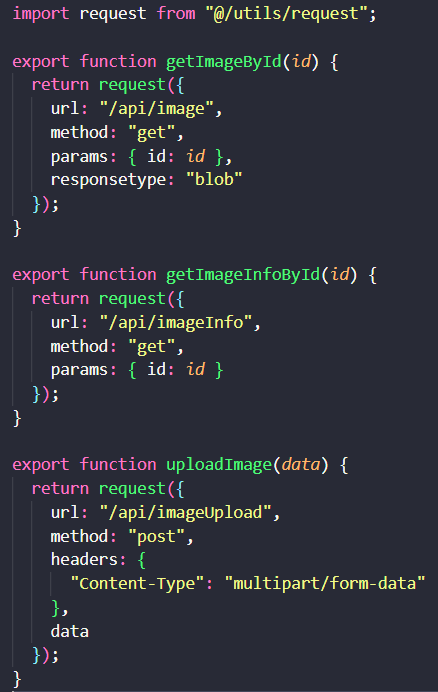 import request from "@/utils/request";
export function getImageById(id) {
return request({
url: "/api/image",
method: "get",
params: { id: id },
responsetype: "blob"
});
}
export function getImageInfoById(id) {
return request({
url: "/api/imageInfo",
method: "get",
params: { id: id }
});
}
export function uploadImage(data) {
return request({
url: "/api/imageUpload",
method: "post",
headers: {
"Content-Type": "multipart/form-data"
},
data
});
}